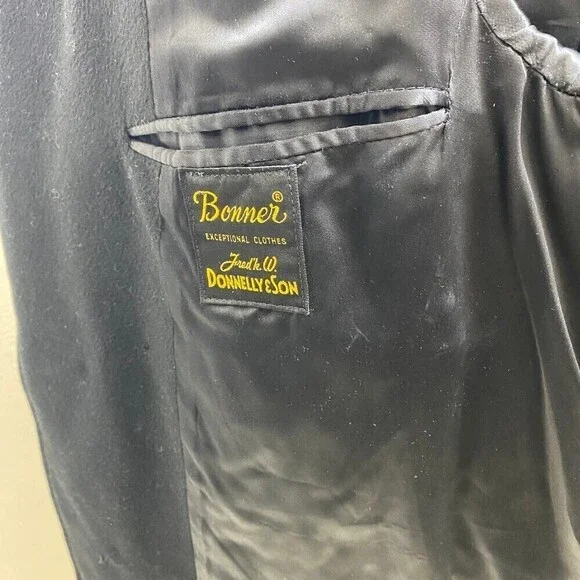 Bonner®
EXCEPTIONAL CLOTHES
Fred'k W.
DONNELLY & SON